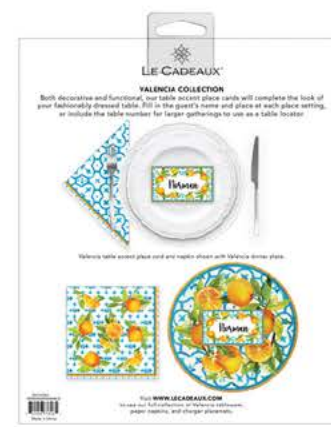 LE CADEAUX
VALENCIA COLLECTION
Both decorative and functional, our table accent place cards will complete the look of
your fashionably dressed table. Fill in the guest's name and place at each place setting,
or include the table number for larger gatherings to use as a table locator
Norman
Valencia table accent place card and napkin shown with Valencia dinner plate.
Norman
Visit WWW.LECADEAUX.COM
to see our full collection of Valencia tableware,
paper napkins, and charger placemats.